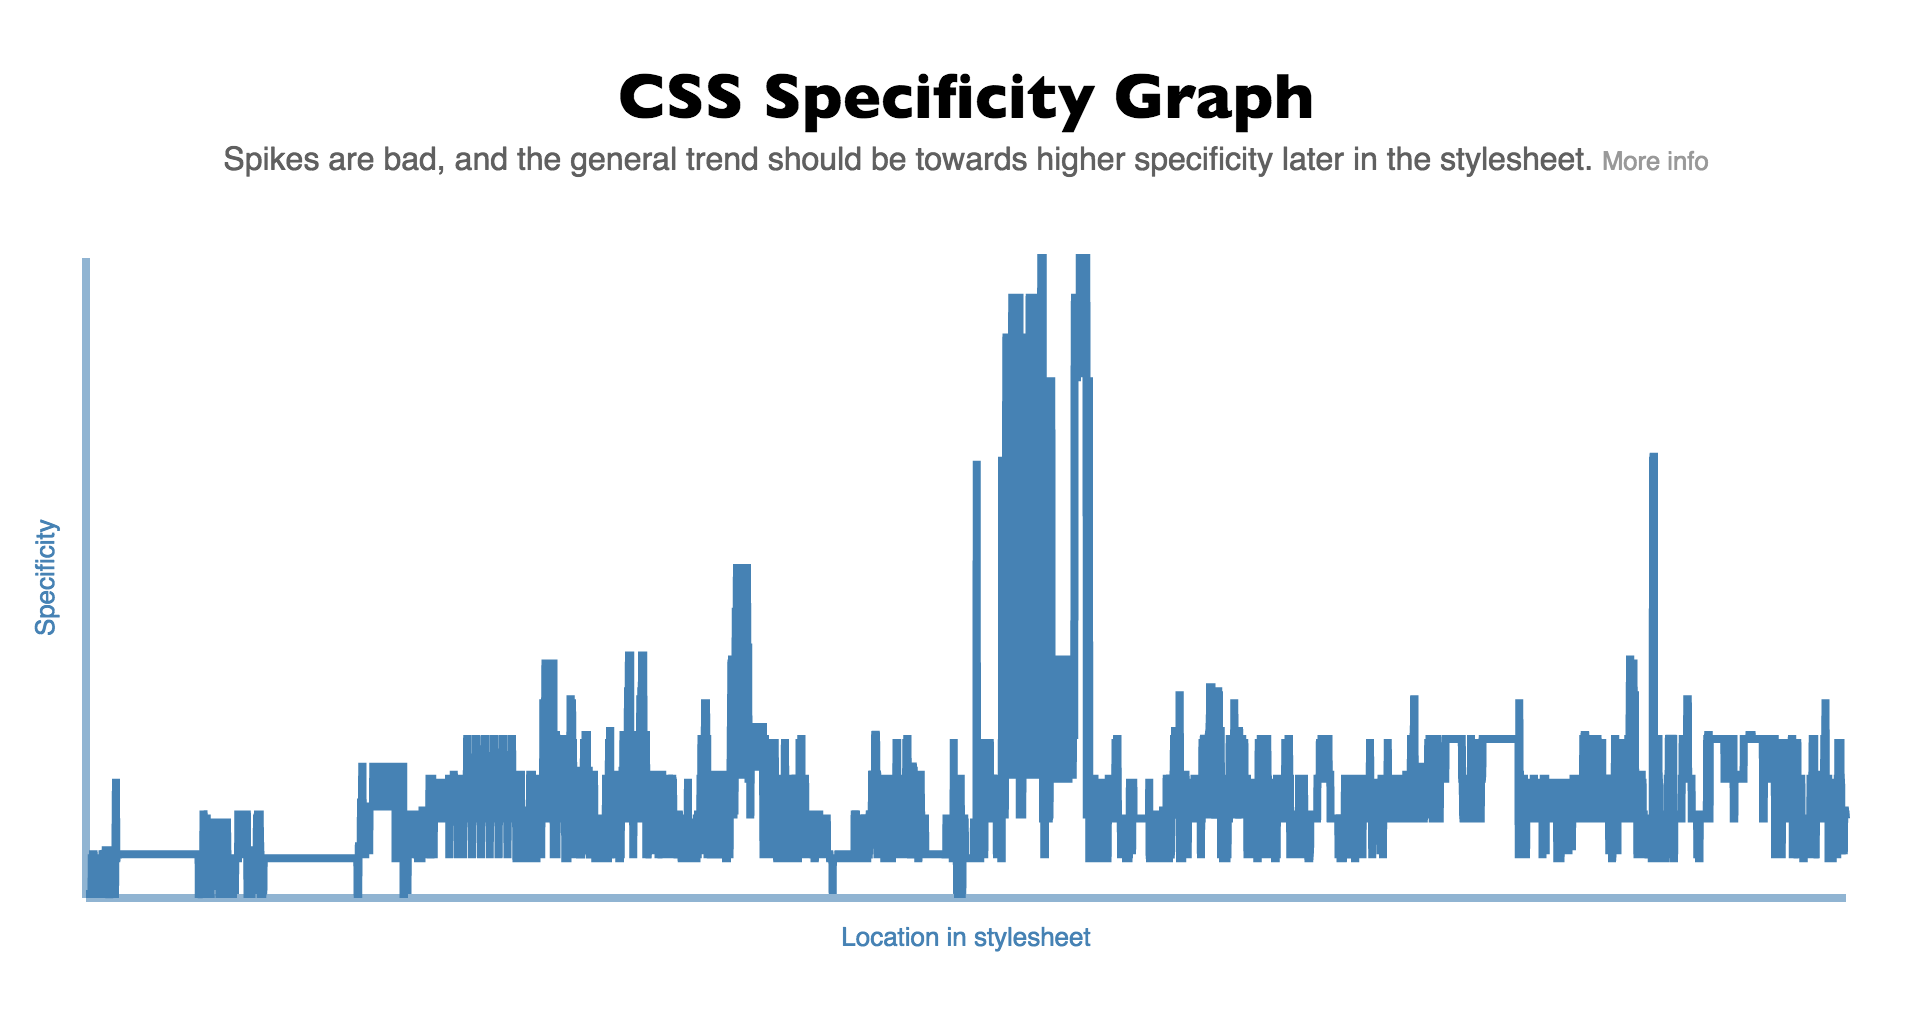 CSS Specificity Graph
Spikes are bad, and the general trend should be towards higher specificity later in the stylesheet. More info
Specificity
Location in stylesheet